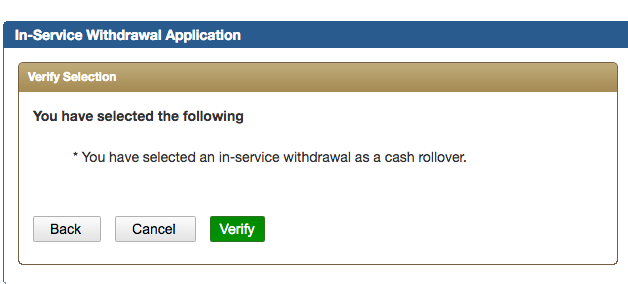 In-Service Withdrawal Application
Verify Selection
You have selected the following
* You have selected an in-service withdrawal as a cash rollover.
Back Cancel Verify